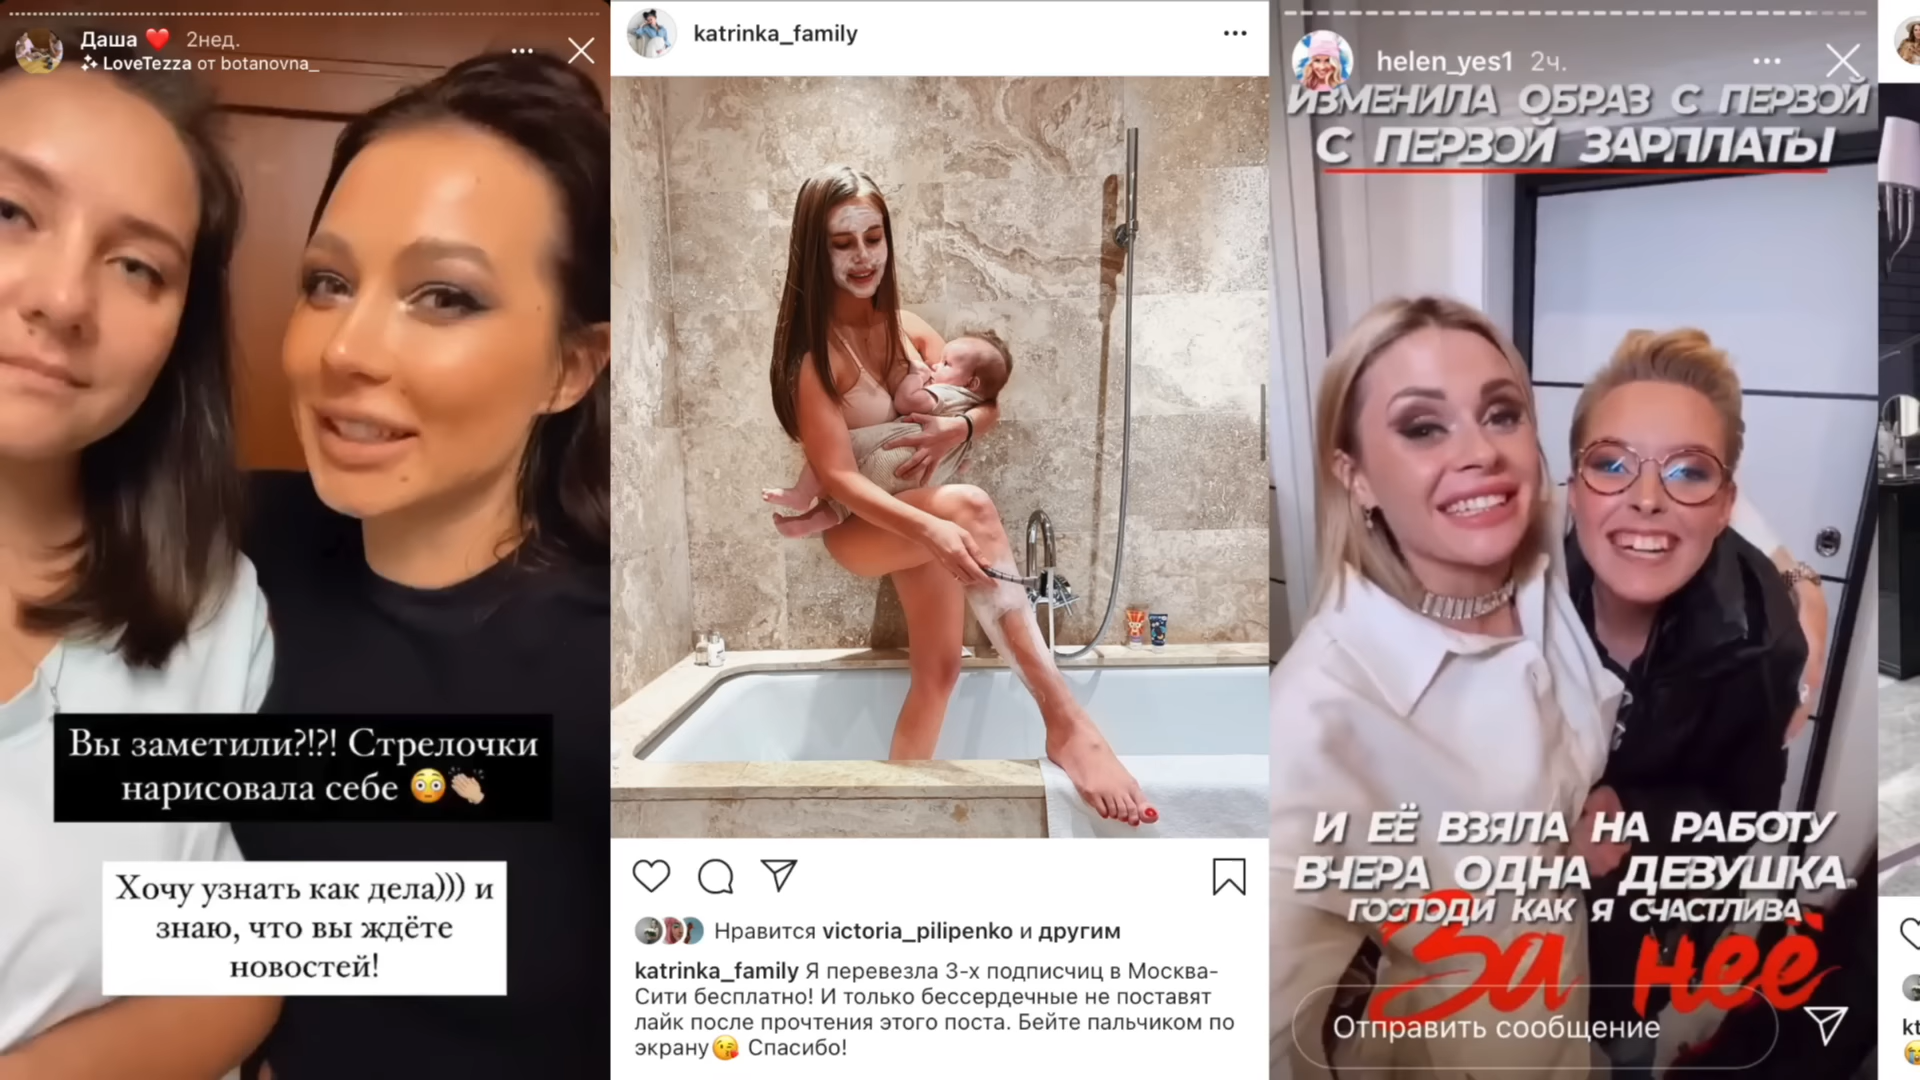 Даша ❤️ 2нед.
✨ LoveTezza от botanovna_
Вы заметили?!?! Стрелочки
нарисовала себе 😳👏🏻
Хочу узнать как дела))) и
знаю, что вы ждёте
новостей!
katrinka_family
Нравится victoria_pilipenko и другим
katrinka_family Я перевезла 3-х подписчиц в Москва-
Сити бесплатно! И только бессердечные не поставят
лайк после прочтения этого поста. Бейте пальчиком по
экрану😘 Спасибо!
helen_yes1 2ч.
ИЗМЕНИЛА ОБРАЗ С ПЕРВОЙ
С ПЕРВОЙ ЗАРПЛАТЫ
И ЕЁ ВЗЯЛА НА РАБОТУ
ВЧЕРА ОДНА ДЕВУШКА.
ГОСПОДИ КАК Я СЧАСТЛИВА
За неё
Отправить сообщение